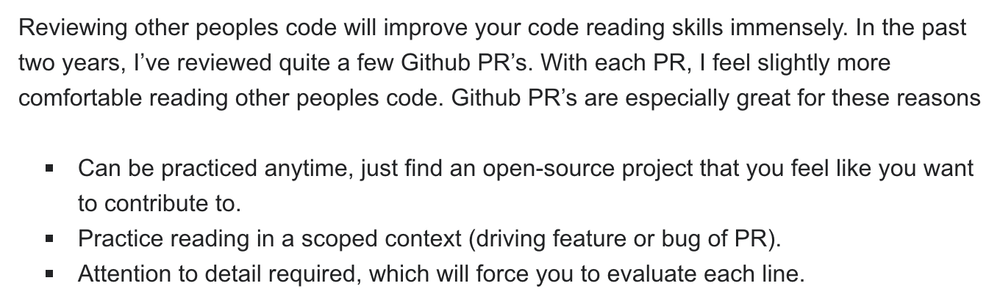 Reviewing other peoples code will improve your code reading skills immensely. In the past
two years, I’ve reviewed quite a few Github PR’s. With each PR, I feel slightly more
comfortable reading other peoples code. Github PR’s are especially great for these reasons
▪ Can be practiced anytime, just find an open-source project that you feel like you want
to contribute to.
▪ Practice reading in a scoped context (driving feature or bug of PR).
▪ Attention to detail required, which will force you to evaluate each line.